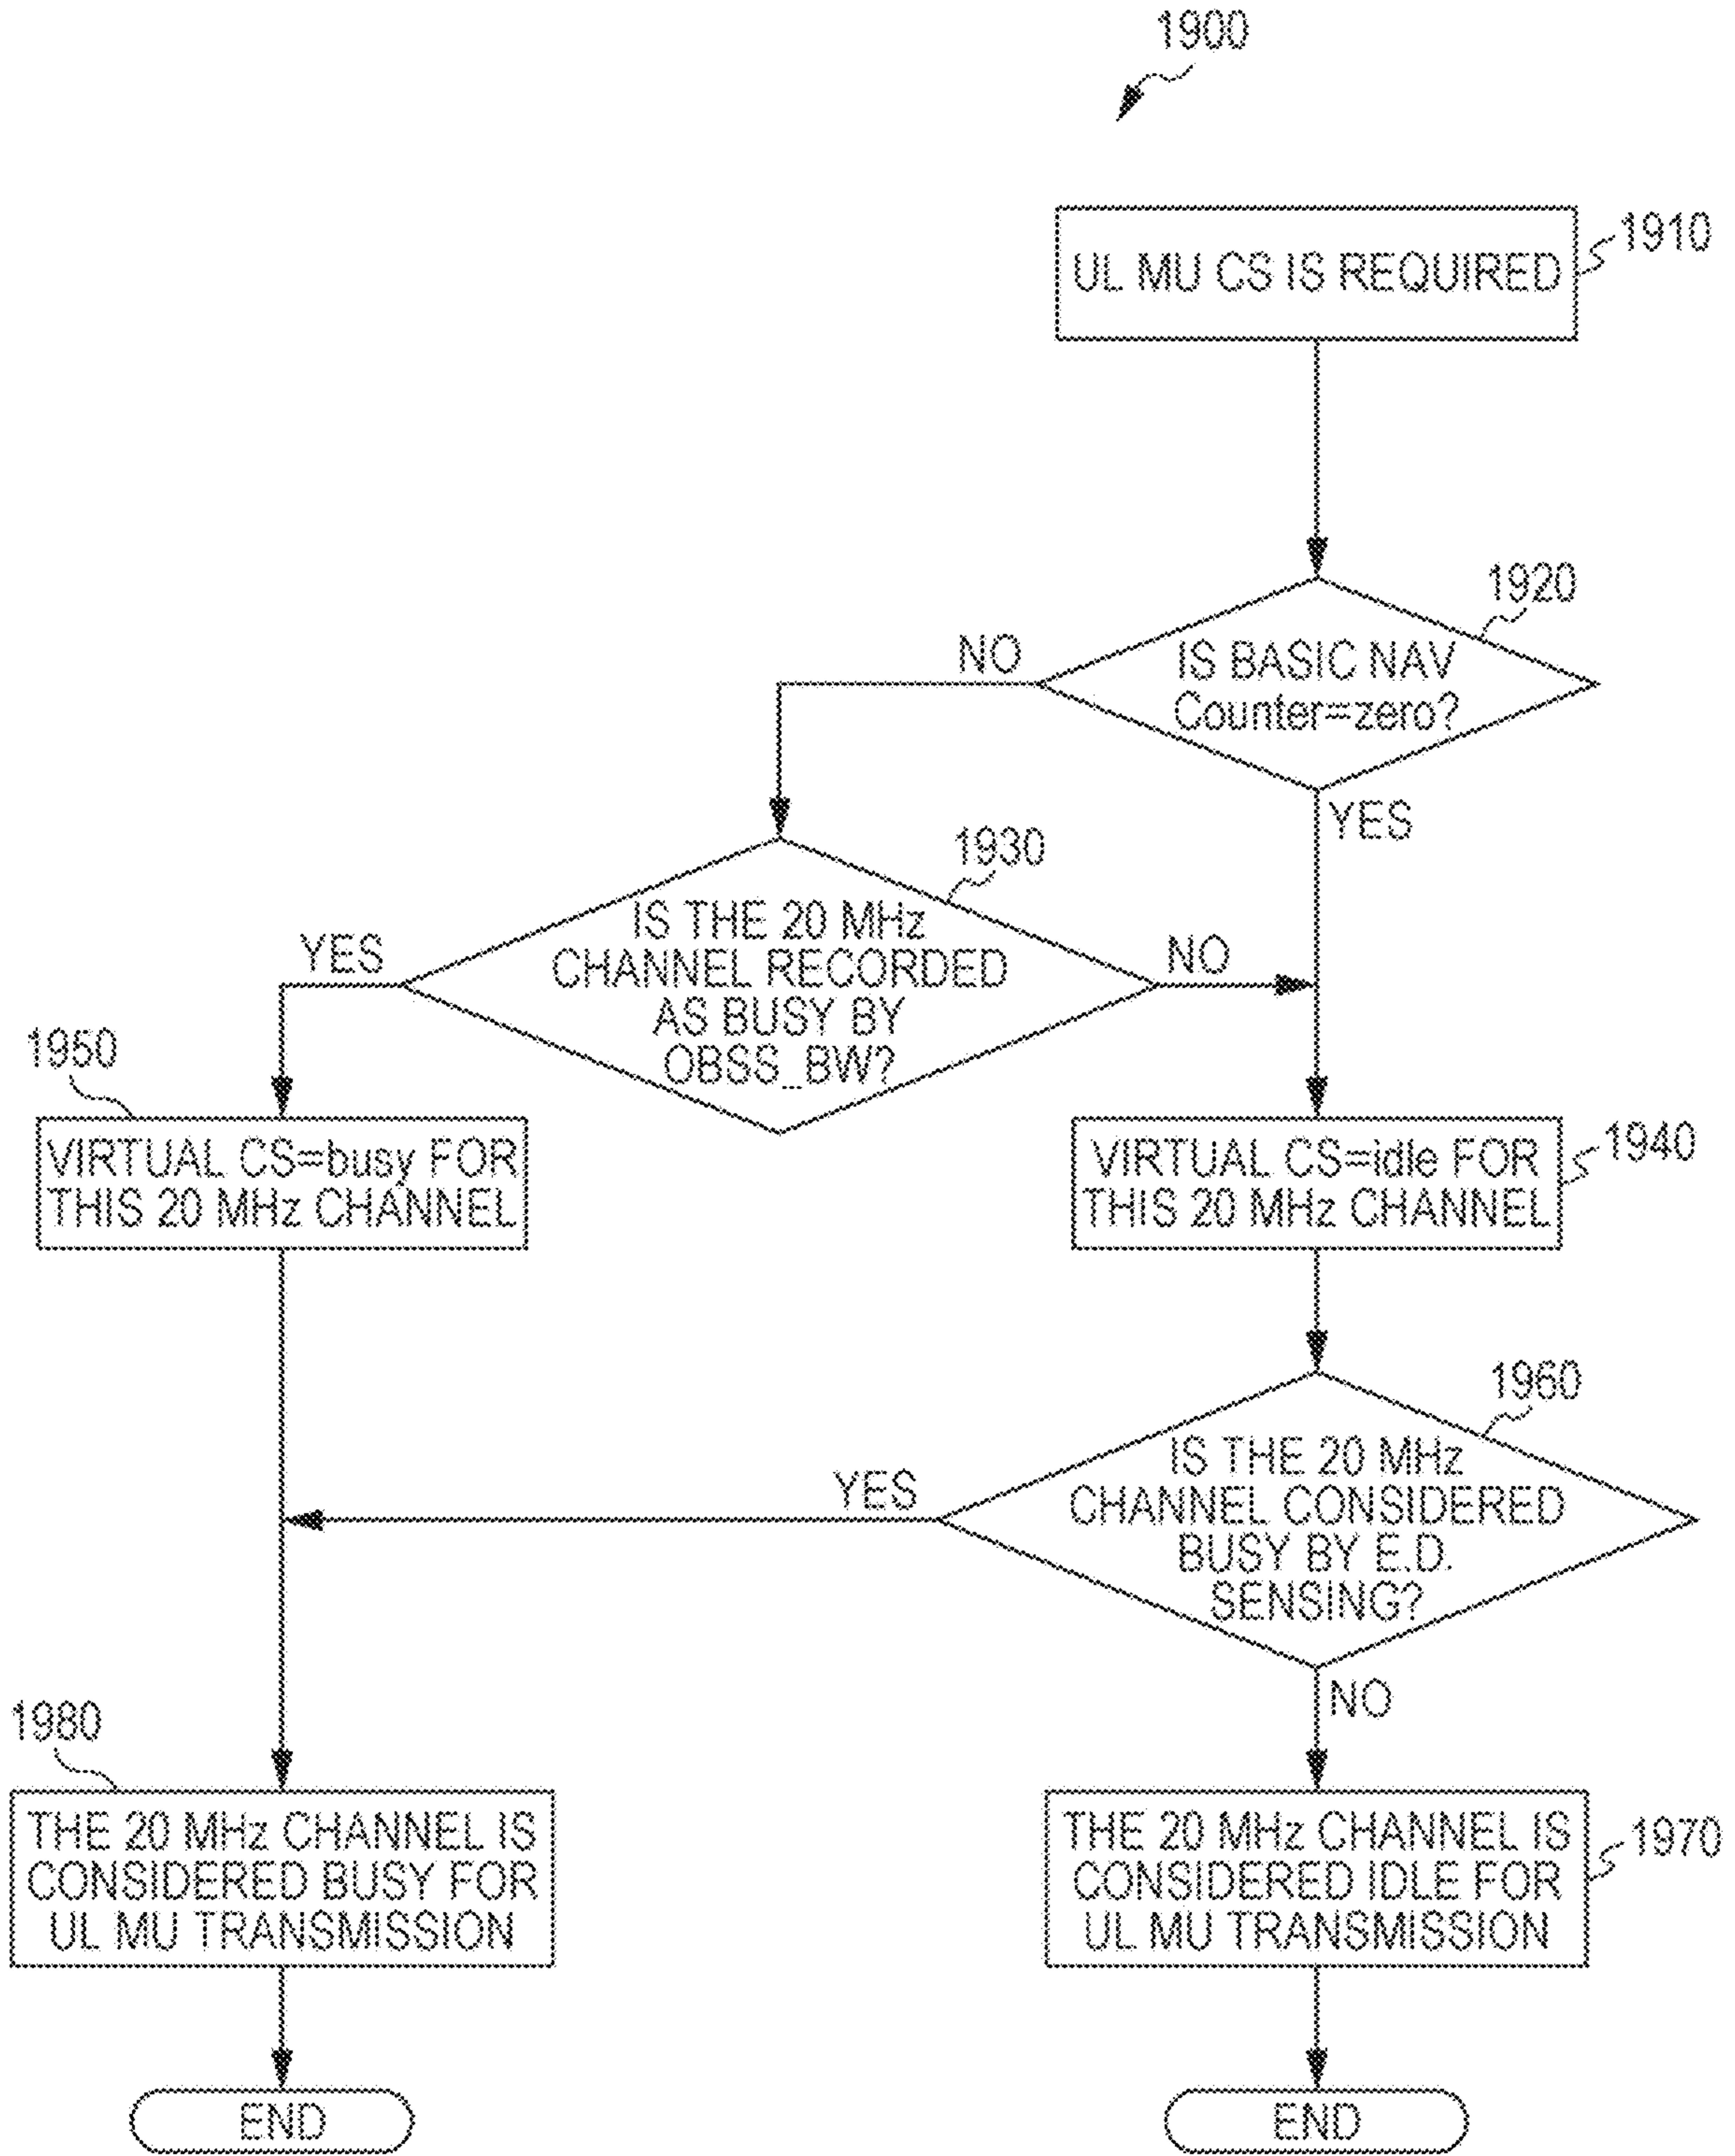 1900
UL MU CS IS REQUIRED
1910
1920
IS BASIC NAV
Counter=zero?
NO
YES
1930
IS THE 20 MHz
CHANNEL RECORDED
AS BUSY BY
OBSS_BW?
YES
NO
1950
VIRTUAL CS=busy FOR
THIS 20 MHz CHANNEL
VIRTUAL CS=idle FOR
THIS 20 MHz CHANNEL
1940
1960
IS THE 20 MHz
CHANNEL CONSIDERED
BUSY BY E.D.
SENSING?
YES
NO
1980
THE 20 MHz CHANNEL IS
CONSIDERED BUSY FOR
UL MU TRANSMISSION
THE 20 MHz CHANNEL IS
CONSIDERED IDLE FOR
UL MU TRANSMISSION
1970
END
END